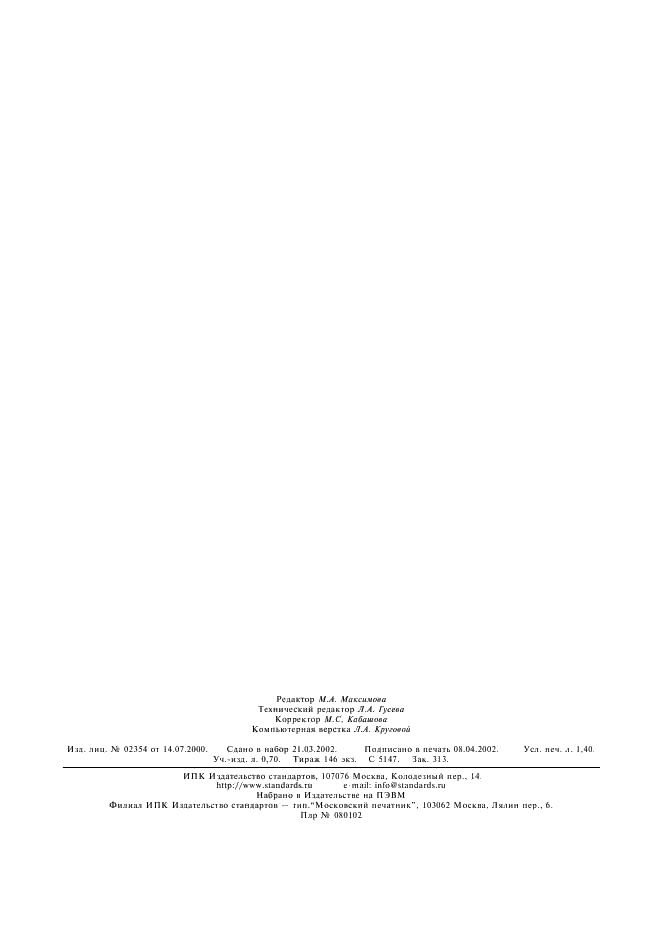 Редактор М.А. Максимова
Технический редактор Л.А. Гусева
Корректор М.С. Кабашова
Компьютерная верстка Л.А. Круговой
Изд. лиц. № 02354 от 14.07.2000. Сдано в набор 21.03.2002. Подписано в печать 08.04.2002. Усл. печ. л. 1,40.
Уч.-изд. л. 0,70. Тираж 146 экз. С 5147. Зак. 313.
ИПК Издательство стандартов, 107076 Москва, Колодезный пер., 14.
http://www.standards.ru e-mail: info@standards.ru
Набрано в Издательстве на ПЭВМ
Филиал ИПК Издательство стандартов — тип."Московский печатник", 103062 Москва, Лялин пер., 6.
Плр № 080102